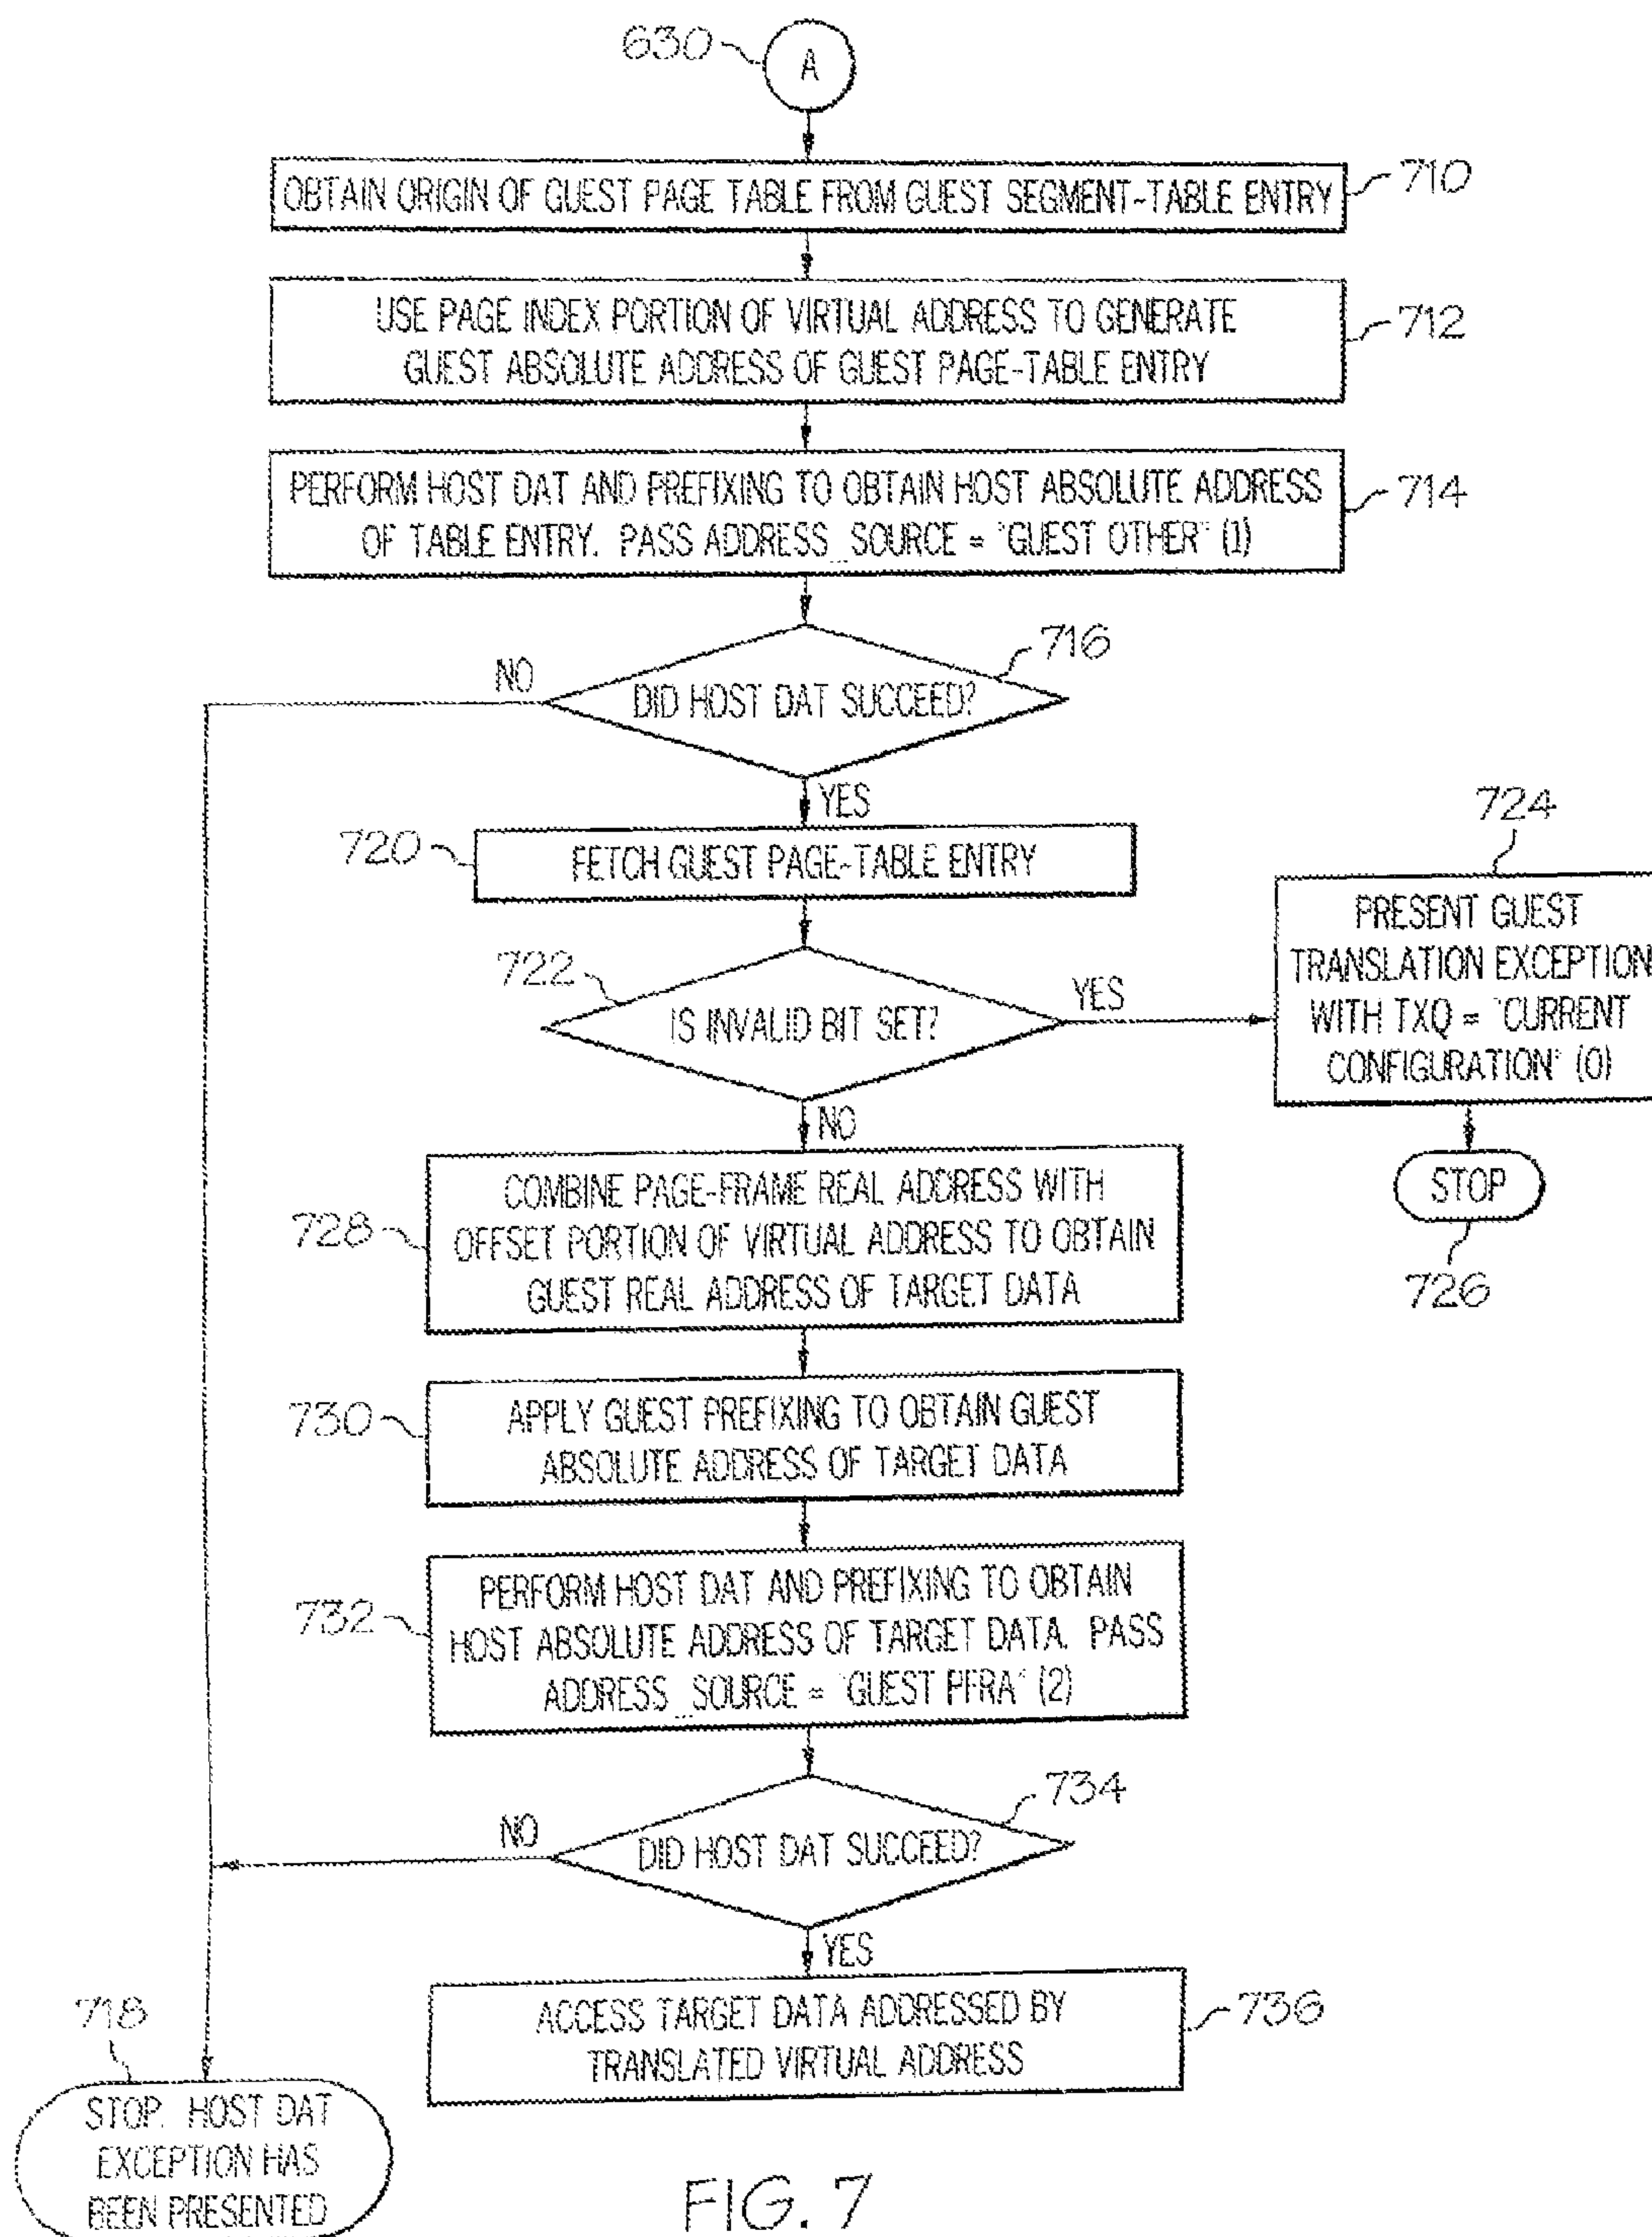 630
A
OBTAIN ORIGIN OF GUEST PAGE TABLE FROM GUEST SEGMENT-TABLE ENTRY
710
USE PAGE INDEX PORTION OF VIRTUAL ADDRESS TO GENERATE
GUEST ABSOLUTE ADDRESS OF GUEST PAGE-TABLE ENTRY
712
PERFORM HOST DAT AND PREFIXING TO OBTAIN HOST ABSOLUTE ADDRESS
OF TABLE ENTRY. PASS ADDRESS_SOURCE = "GUEST OTHER" (1)
714
716
NO
DID HOST DAT SUCCEED?
YES
720
FETCH GUEST PAGE-TABLE ENTRY
724
PRESENT GUEST
TRANSLATION EXCEPTION
WITH TXQ = "CURRENT
CONFIGURATION" (0)
722
IS INVALID BIT SET?
YES
NO
STOP
726
728
COMBINE PAGE-FRAME REAL ADDRESS WITH
OFFSET PORTION OF VIRTUAL ADDRESS TO OBTAIN
GUEST REAL ADDRESS OF TARGET DATA
730
APPLY GUEST PREFIXING TO OBTAIN GUEST
ABSOLUTE ADDRESS OF TARGET DATA
732
PERFORM HOST DAT AND PREFIXING TO OBTAIN
HOST ABSOLUTE ADDRESS OF TARGET DATA. PASS
ADDRESS_SOURCE = "GUEST PFRA" (2)
734
NO
DID HOST DAT SUCCEED?
YES
736
ACCESS TARGET DATA ADDRESSED BY
TRANSLATED VIRTUAL ADDRESS
718
STOP. HOST DAT
EXCEPTION HAS
BEEN PRESENTED
FIG. 7